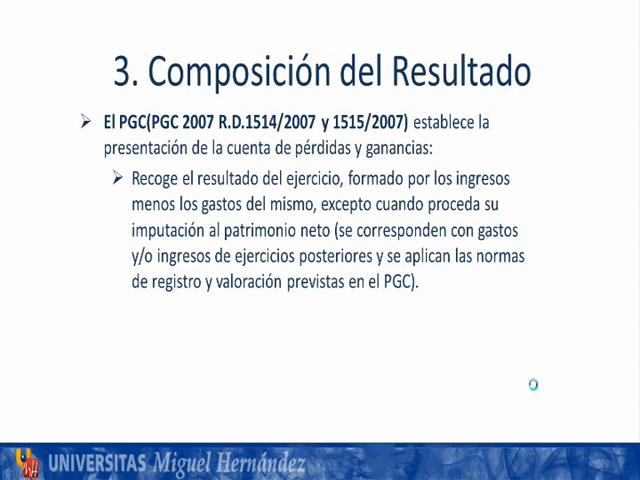 3. Composición del Resultado
El PGC(PGC 2007 R.D.1514/2007 y 1515/2007) establece la
presentación de la cuenta de pérdidas y ganancias:
Recoge el resultado del ejercicio, formado por los ingresos
menos los gastos del mismo, excepto cuando proceda su
imputación al patrimonio neto (se corresponden con gastos
y/o ingresos de ejercicios posteriores y se aplican las normas
de registro y valoración previstas en el PGC).
UNIVERSITAS Miguel Hernández